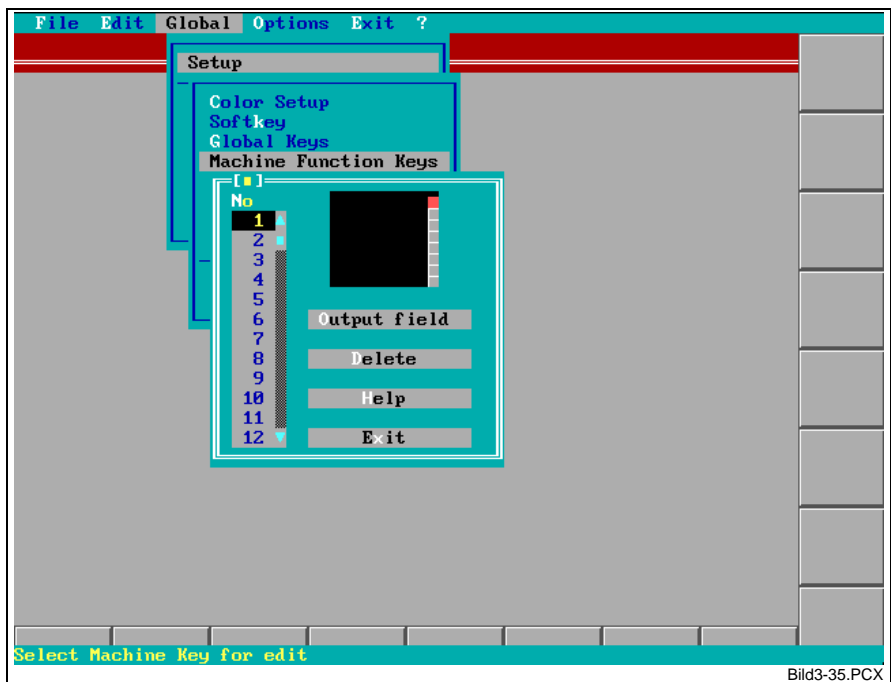 File Edit Global Options Exit ?
Setup
Color Setup
Softkey
Global Keys
Machine Function Keys
[■]
No
1
2
3
4
5
6
7
8
9
10
11
12
Output field
Delete
Help
Exit
Select Machine Key for edit
Bild3-35.PCX